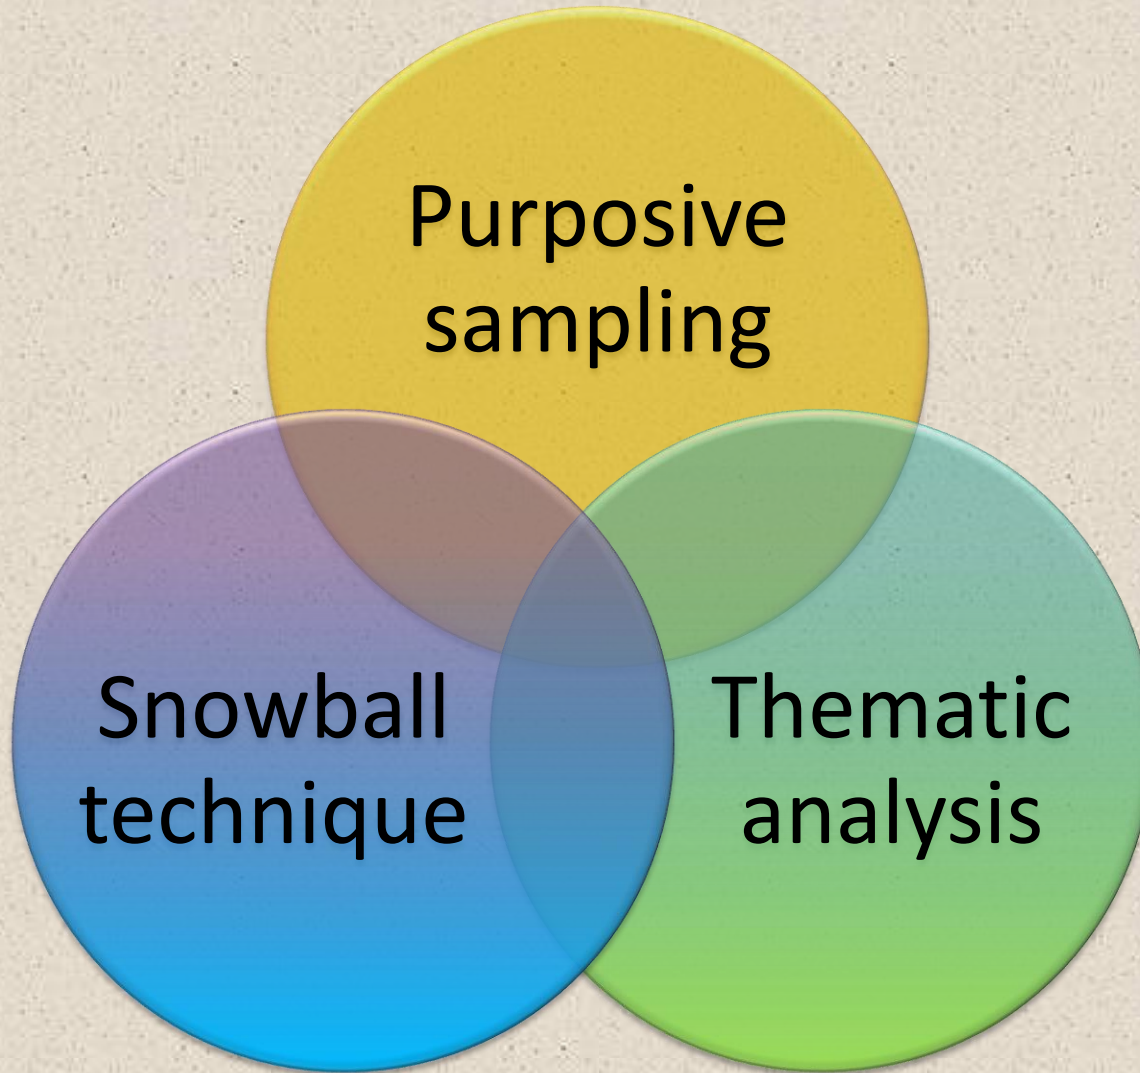 Purposive
sampling
Snowball
technique
Thematic
analysis